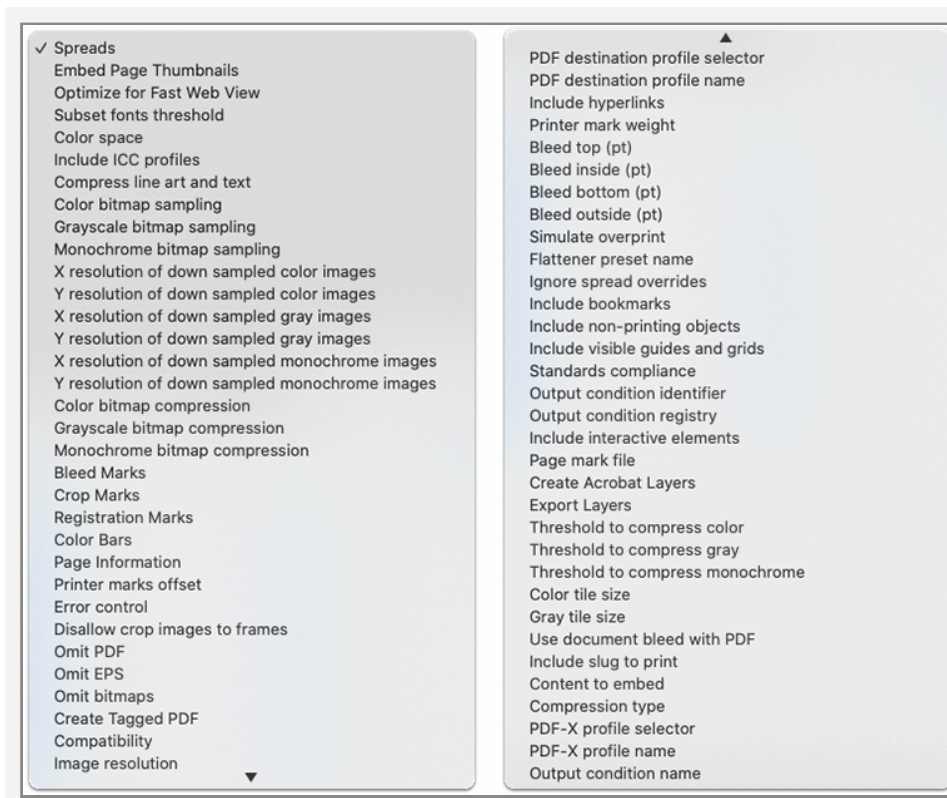 ✓ Spreads
Embed Page Thumbnails
Optimize for Fast Web View
Subset fonts threshold
Color space
Include ICC profiles
Compress line art and text
Color bitmap sampling
Grayscale bitmap sampling
Monochrome bitmap sampling
X resolution of down sampled color images
Y resolution of down sampled color images
X resolution of down sampled gray images
Y resolution of down sampled gray images
X resolution of down sampled monochrome images
Y resolution of down sampled monochrome images
Color bitmap compression
Grayscale bitmap compression
Monochrome bitmap compression
Bleed Marks
Crop Marks
Registration Marks
Color Bars
Page Information
Printer marks offset
Error control
Disallow crop images to frames
Omit PDF
Omit EPS
Omit bitmaps
Create Tagged PDF
Compatibility
Image resolution
PDF destination profile selector
PDF destination profile name
Include hyperlinks
Printer mark weight
Bleed top (pt)
Bleed inside (pt)
Bleed bottom (pt)
Bleed outside (pt)
Simulate overprint
Flattener preset name
Ignore spread overrides
Include bookmarks
Include non-printing objects
Include visible guides and grids
Standards compliance
Output condition identifier
Output condition registry
Include interactive elements
Page mark file
Create Acrobat Layers
Export Layers
Threshold to compress color
Threshold to compress gray
Threshold to compress monochrome
Color tile size
Gray tile size
Use document bleed with PDF
Include slug to print
Content to embed
Compression type
PDF-X profile selector
PDF-X profile name
Output condition name